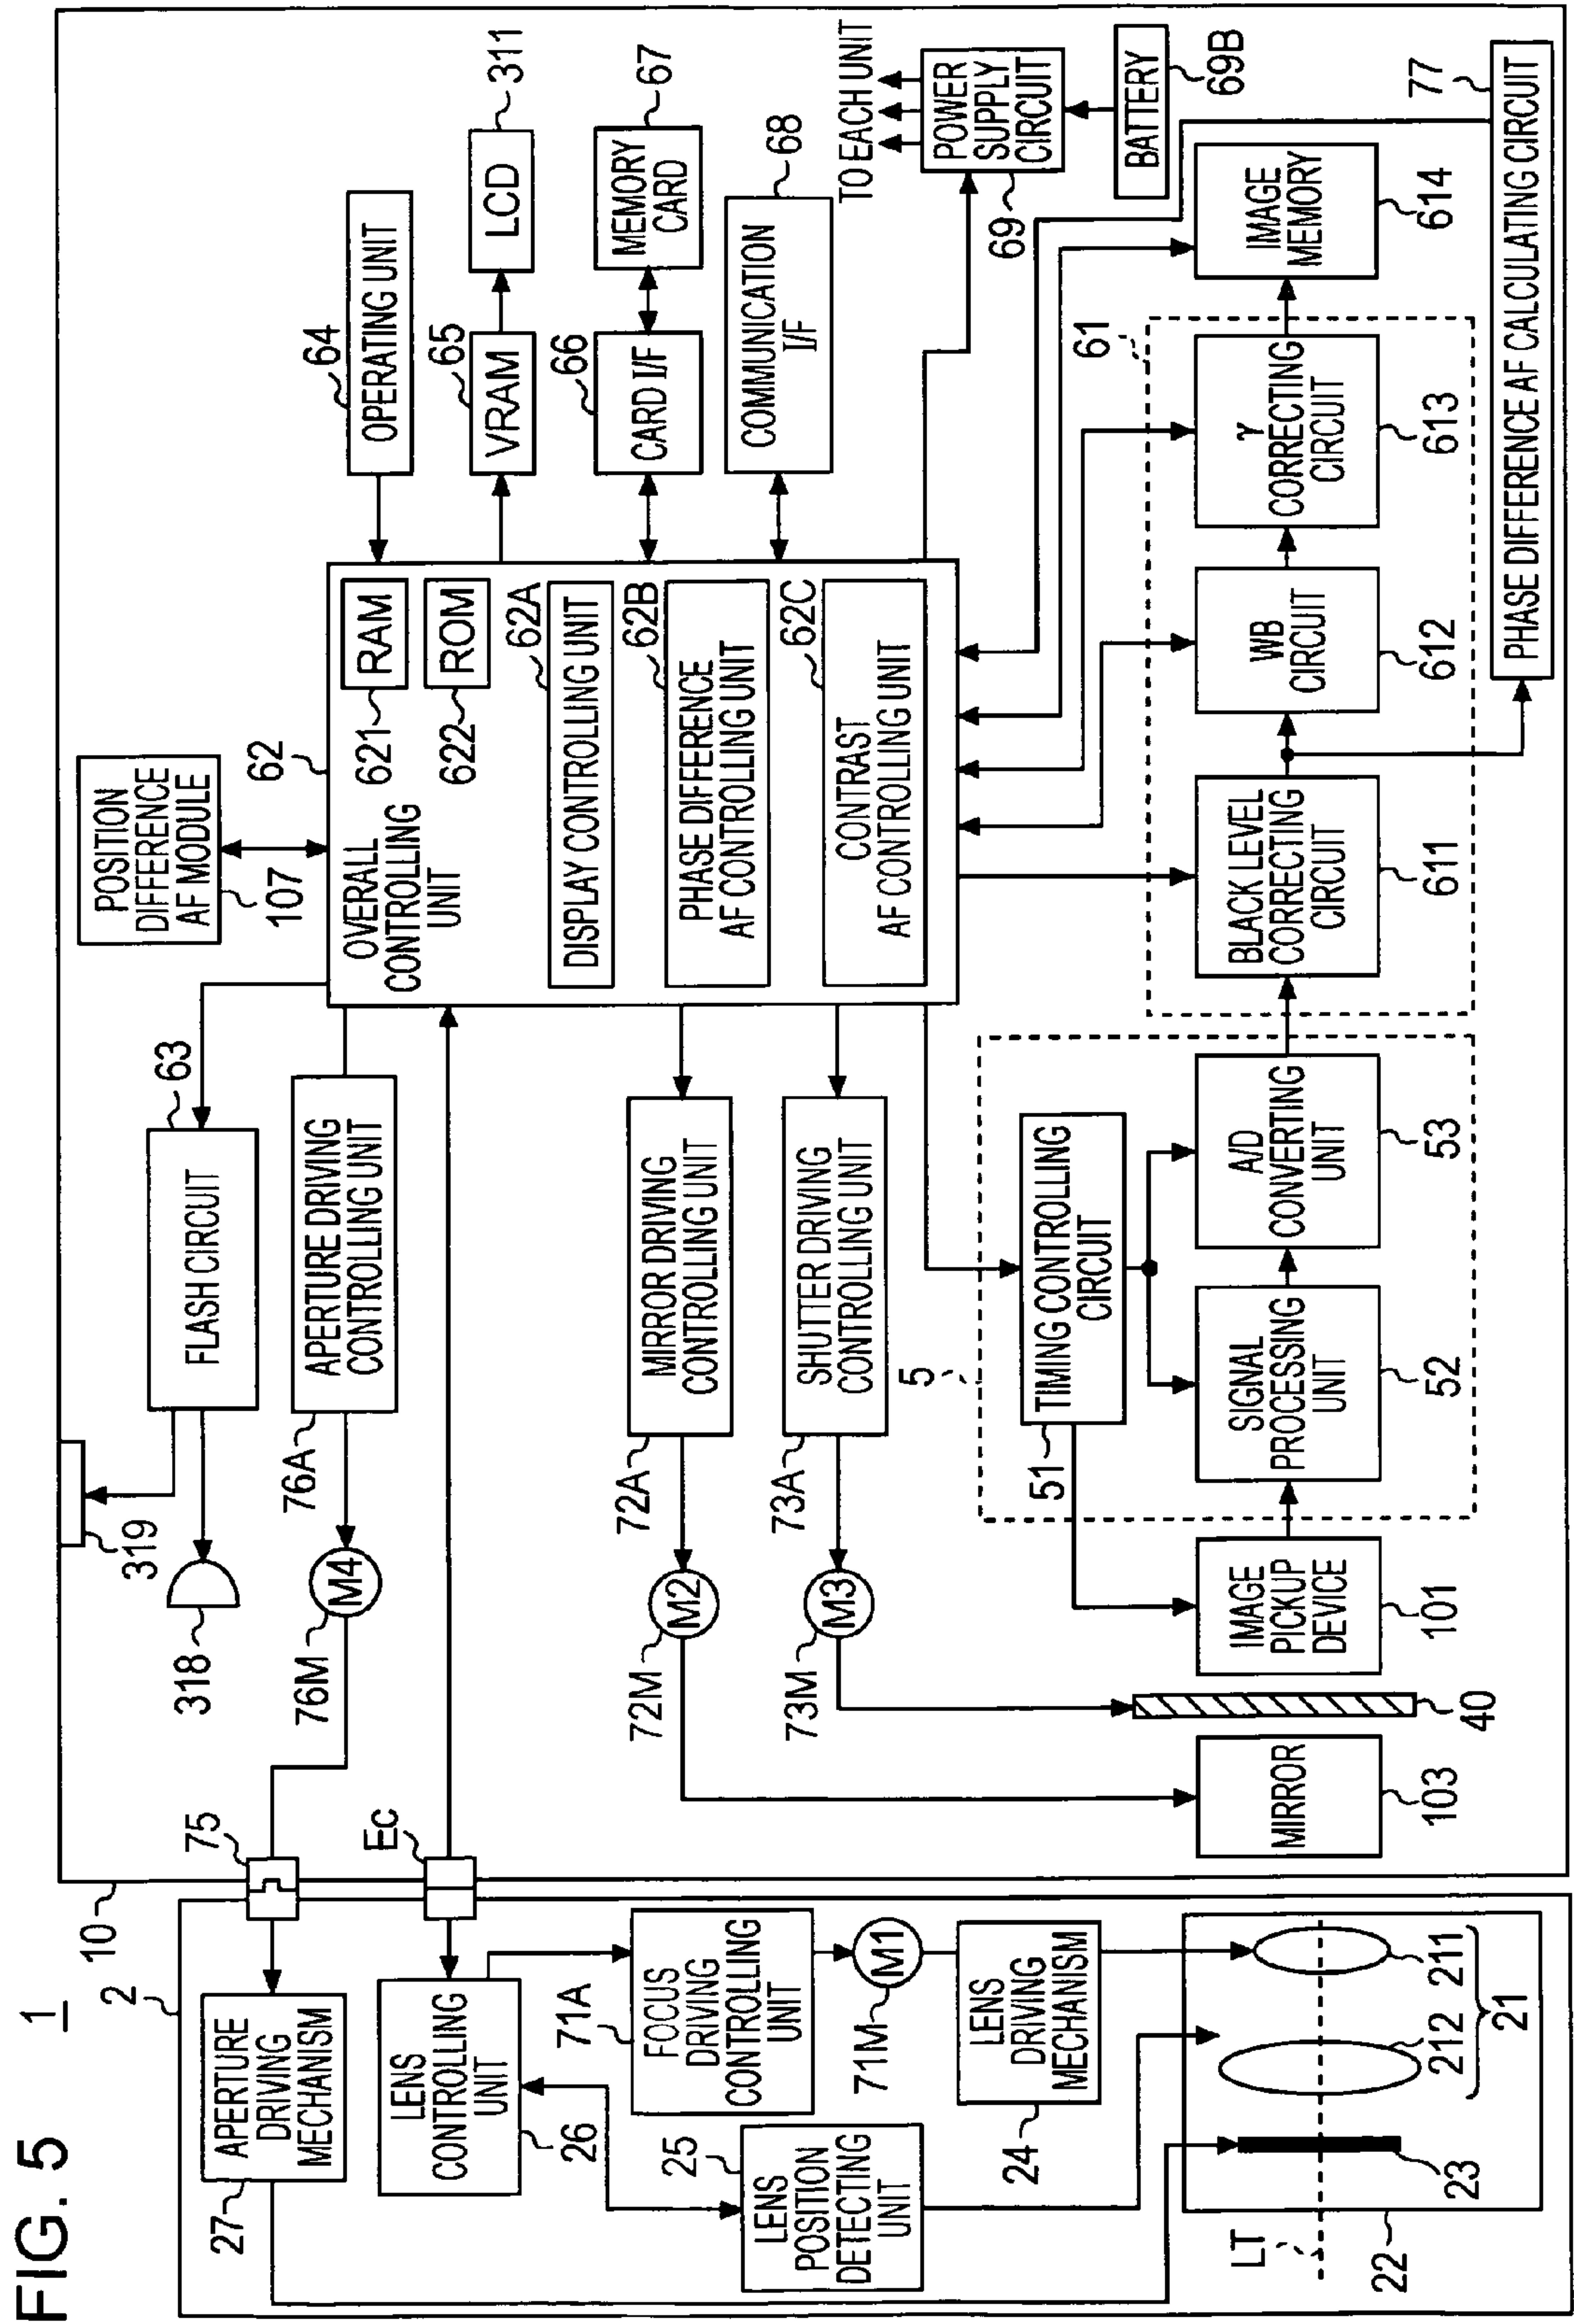 FIG. 5
1
2
10
APERTURE
DRIVING
MECHANISM
27
75
LENS
CONTROLLING
UNIT
26
Ec
FOCUS
DRIVING
CONTROLLING
UNIT
71A
M1
71M
LENS
POSITION
DETECTING
UNIT
25
LENS
DRIVING
MECHANISM
24
LT
22
23
212
211
21
319
318
FLASH CIRCUIT
63
M4
76M
APERTURE DRIVING
CONTROLLING UNIT
76A
POSITION
DIFFERENCE
AF MODULE
107
M2
72M
MIRROR DRIVING
CONTROLLING UNIT
72A
M3
73M
SHUTTER DRIVING
CONTROLLING UNIT
73A
OVERALL
CONTROLLING
UNIT
62
RAM
621
ROM
622
DISPLAY CONTROLLING UNIT
62A
PHASE DIFFERENCE
AF CONTROLLING UNIT
62B
CONTRAST
AF CONTROLLING UNIT
62C
OPERATING UNIT
64
VRAM
65
LCD
311
CARD I/F
66
MEMORY
CARD
67
COMMUNICATION
I/F
68
TO EACH UNIT
POWER
SUPPLY
CIRCUIT
69
BATTERY
69B
MIRROR
103
40
IMAGE
PICKUP
DEVICE
101
5
TIMING CONTROLLING
CIRCUIT
51
SIGNAL
PROCESSING
UNIT
52
A/D
CONVERTING
UNIT
53
61
BLACK LEVEL
CORRECTING
CIRCUIT
611
WB
CIRCUIT
612
γ
CORRECTING
CIRCUIT
613
IMAGE
MEMORY
614
PHASE DIFFERENCE AF CALCULATING CIRCUIT
77